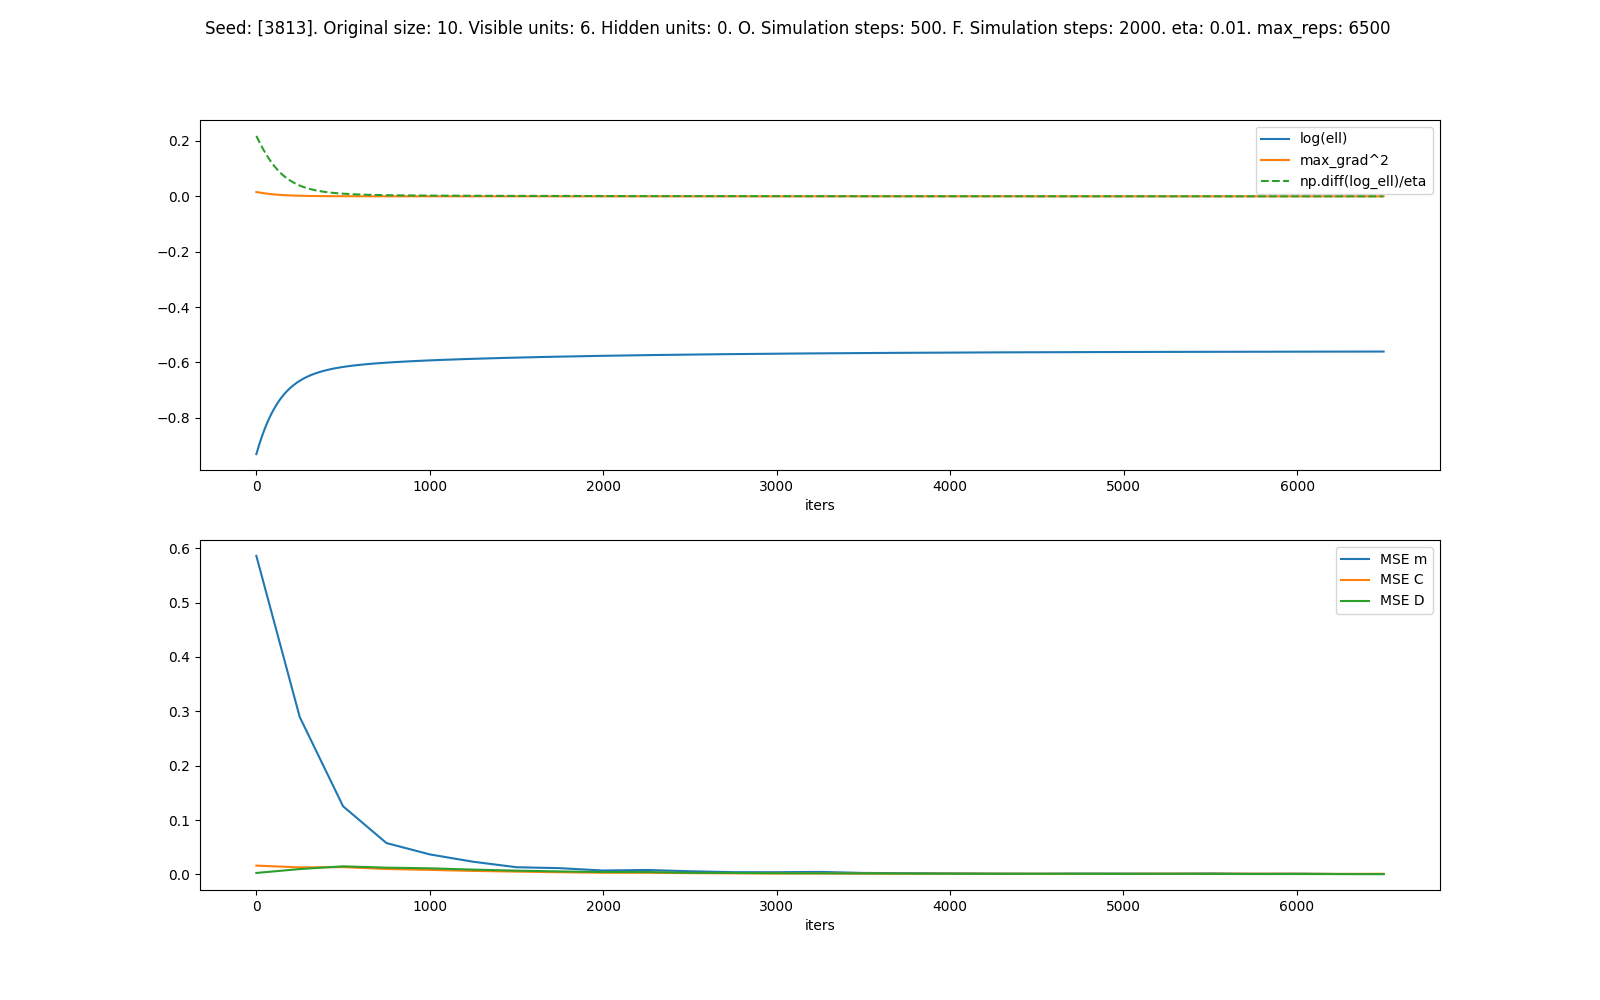 Seed: [3813]. Original size: 10. Visible units: 6. Hidden units: 0. O. Simulation steps: 500. F. Simulation steps: 2000. eta: 0.01. max_reps: 6500
0.2
0.0
−0.2
−0.4
−0.6
−0.8
log(ell)
max_grad^2
np.diff(log_ell)/eta
0 1000 2000 3000 4000 5000 6000
iters
0.6
0.5
0.4
0.3
0.2
0.1
0.0
MSE m
MSE C
MSE D
0 1000 2000 3000 4000 5000 6000
iters